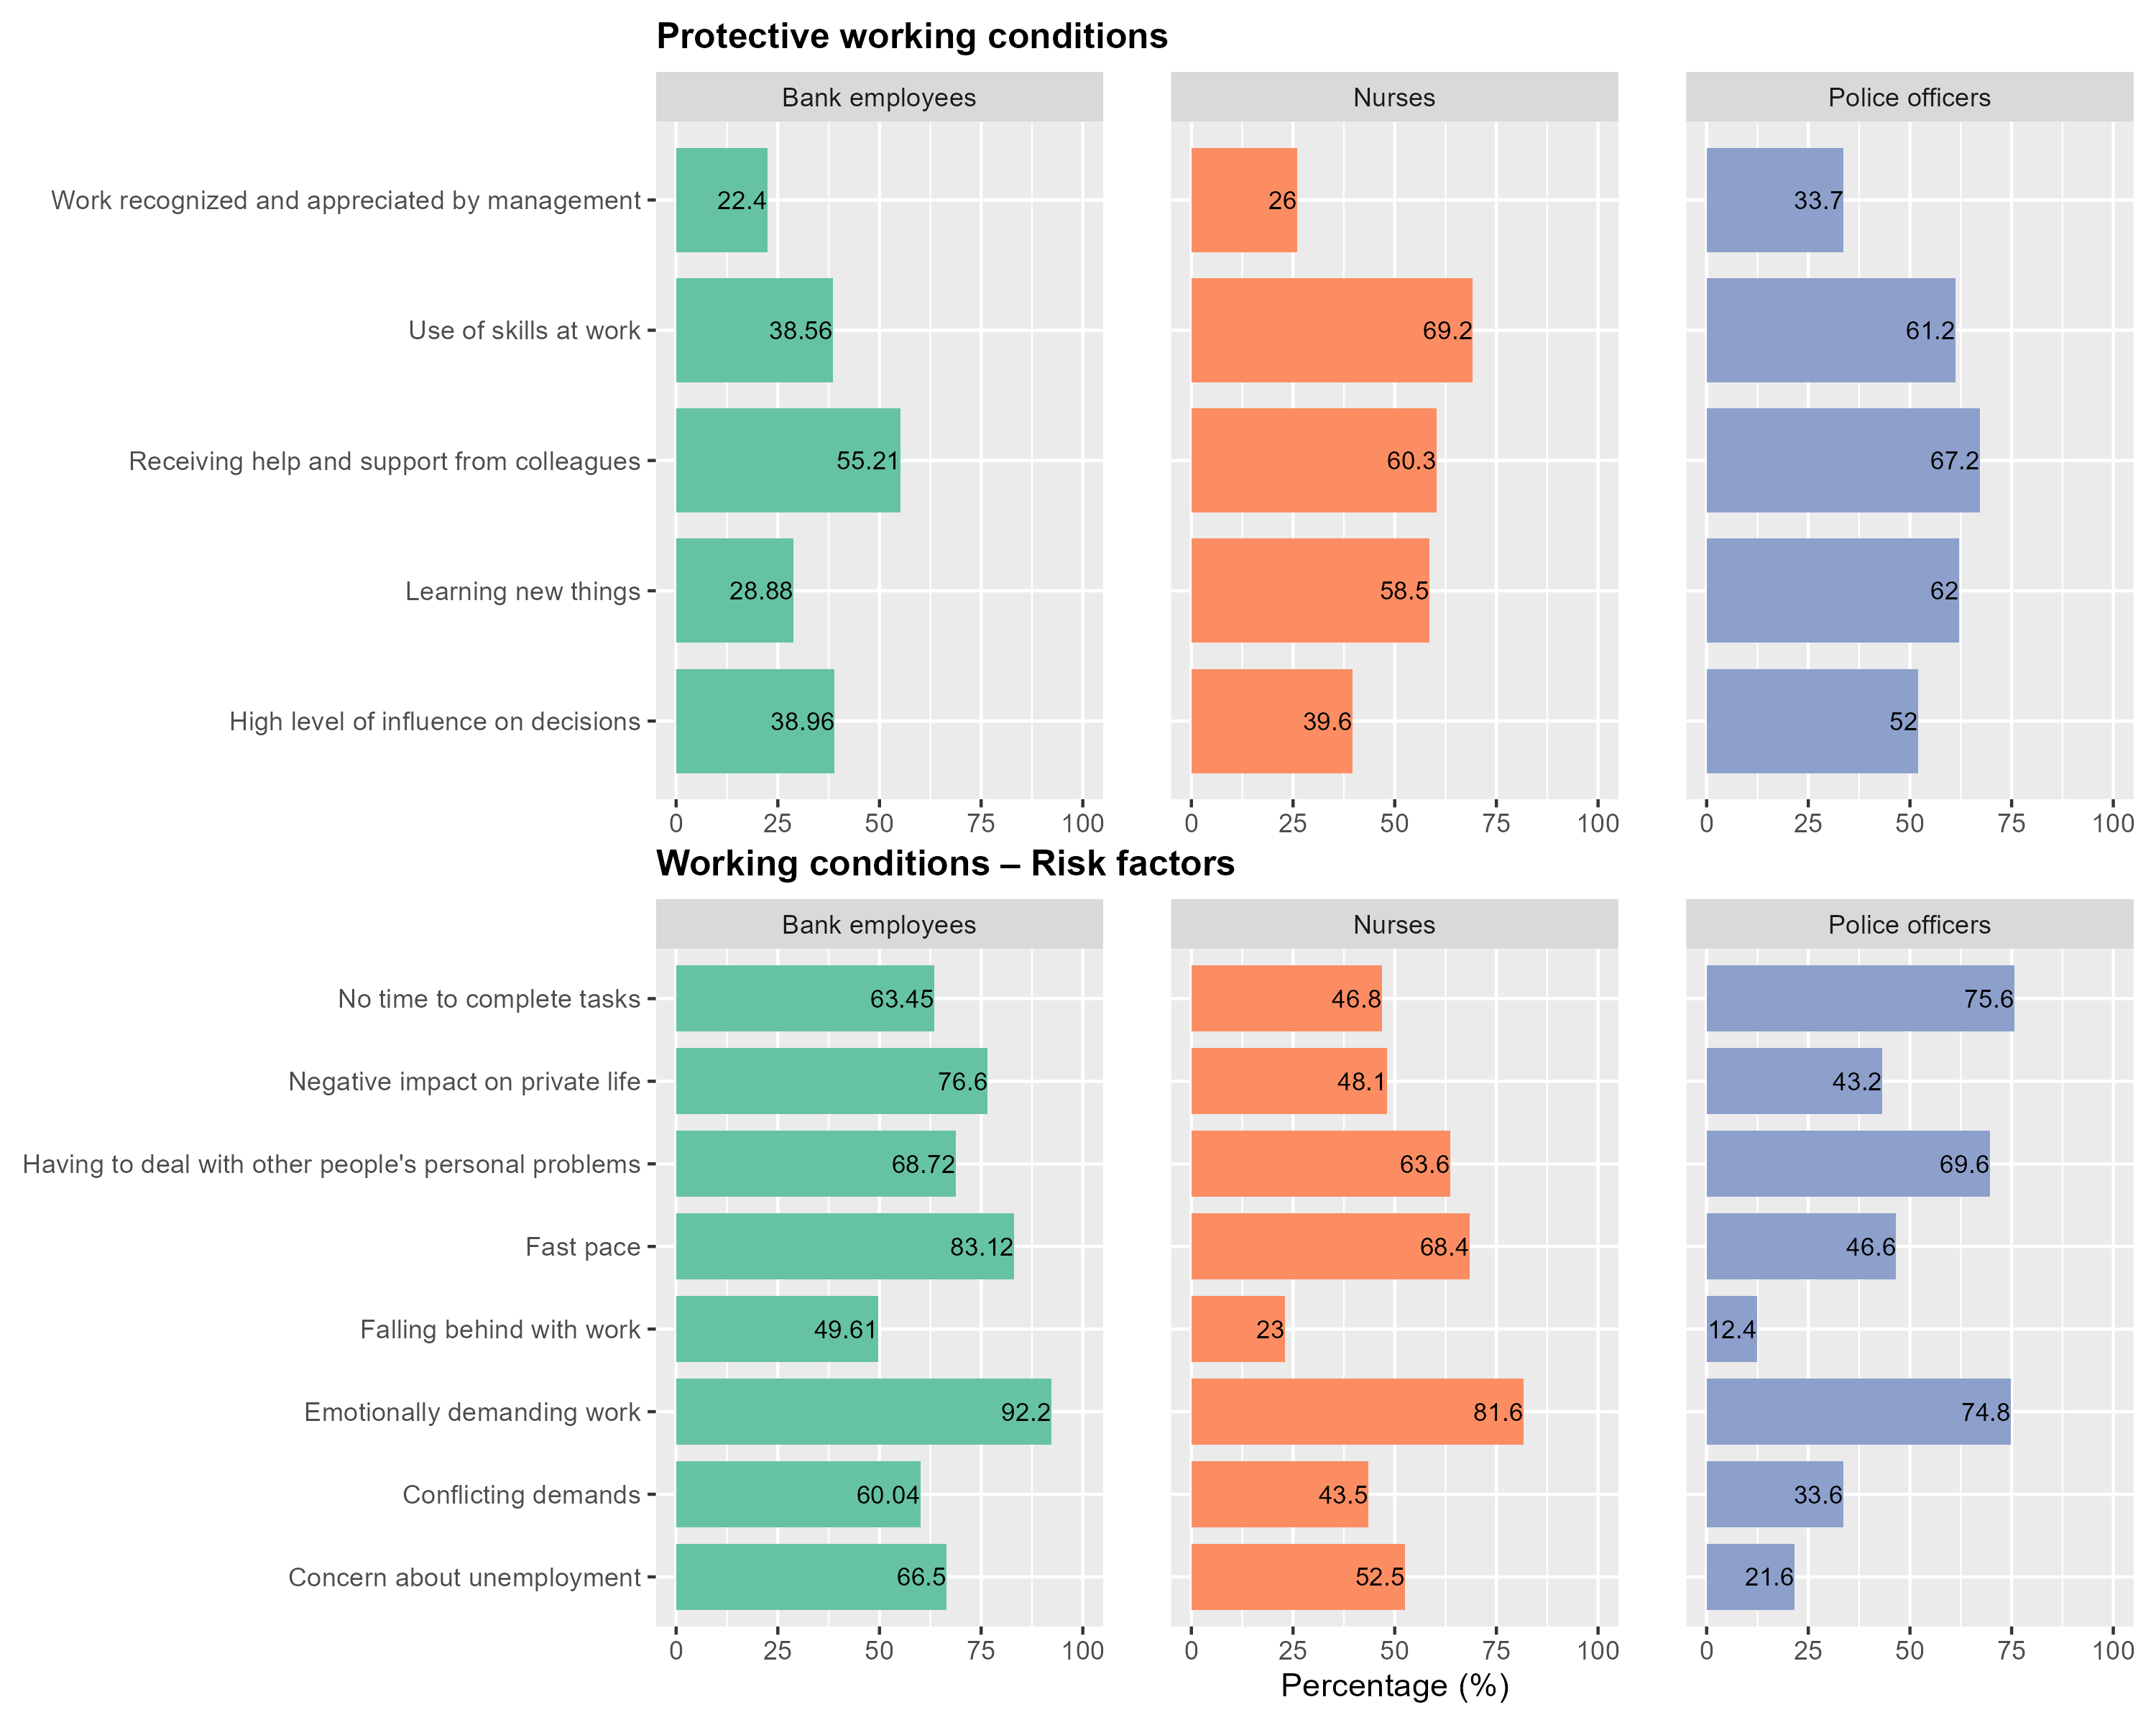 Protective working conditions
Bank employees Nurses Police officers
Work recognized and appreciated by management 22.4 26 33.7
Use of skills at work 38.56 69.2 61.2
Receiving help and support from colleagues 55.21 60.3 67.2
Learning new things 28.88 58.5 62
High level of influence on decisions 38.96 39.6 52
0 25 50 75 100 0 25 50 75 100 0 25 50 75 100
Working conditions – Risk factors
Bank employees Nurses Police officers
No time to complete tasks 63.45 46.8 75.6
Negative impact on private life 76.6 48.1 43.2
Having to deal with other people's personal problems 68.72 63.6 69.6
Fast pace 83.12 68.4 46.6
Falling behind with work 49.61 23 12.4
Emotionally demanding work 92.2 81.6 74.8
Conflicting demands 60.04 43.5 33.6
Concern about unemployment 66.5 52.5 21.6
0 25 50 75 100 0 25 50 75 100 0 25 50 75 100
Percentage (%)